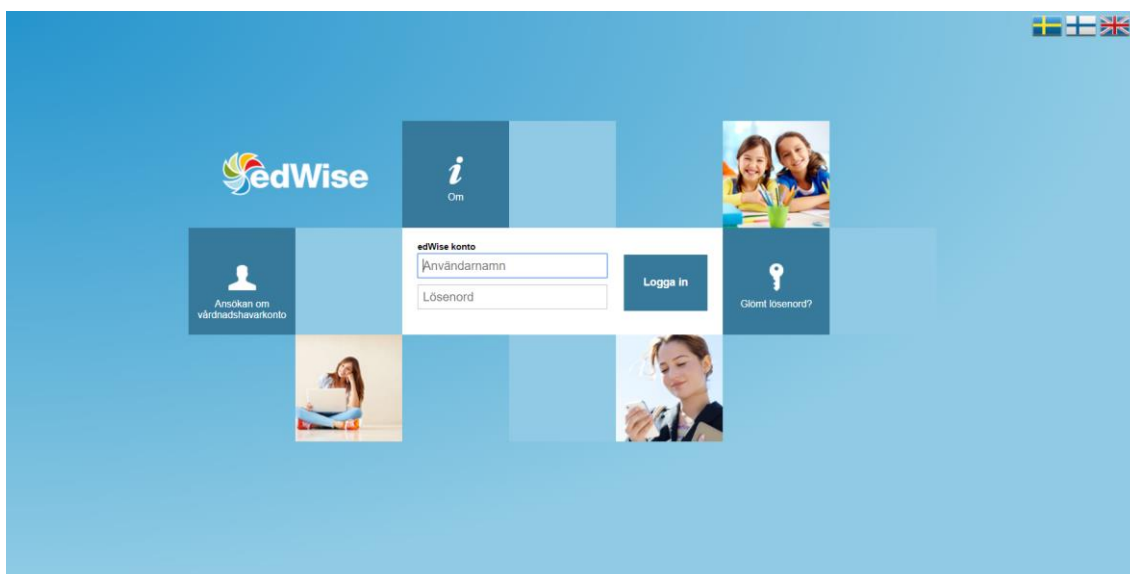 edWise
Om
edWise konto
Användarnamn
Lösenord
Logga in
Ansökan om
vårdnadshavarkonto
Glömt lösenord?